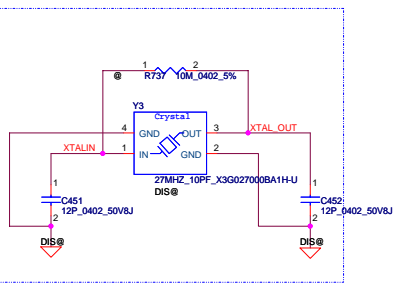 1 2
@ R737 10M_0402_5%
Y3
Crystal
4 GND OUT 3 XTAL_OUT
XTALIN 1 IN GND 2
27MHZ_10PF_X3G027000BA1H-U
DIS@
1 1
C451 C452
12P_0402_50V8J 12P_0402_50V8J
2 2
DIS@ DIS@